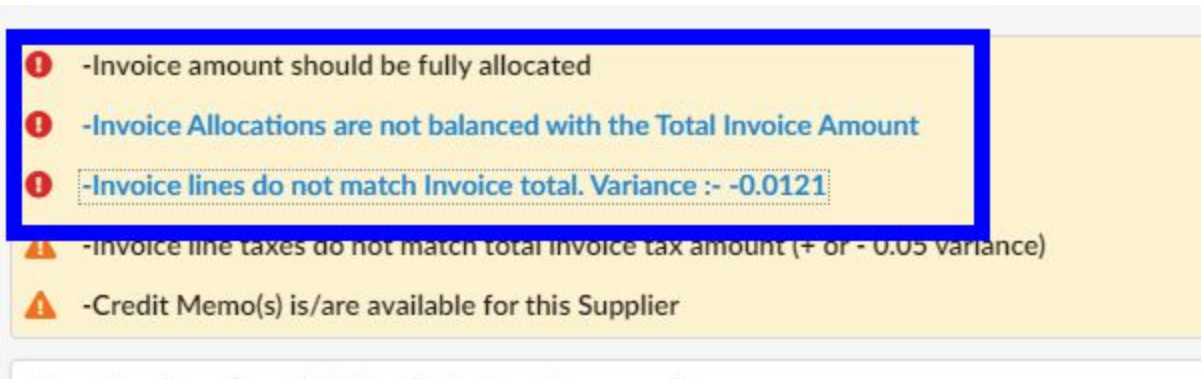 -Invoice amount should be fully allocated
-Invoice Allocations are not balanced with the Total Invoice Amount
-Invoice lines do not match Invoice total. Variance :- -0.0121
-Invoice line taxes do not match total invoice tax amount (+ or - 0.05 variance)
-Credit Memo(s) is/are available for this Supplier